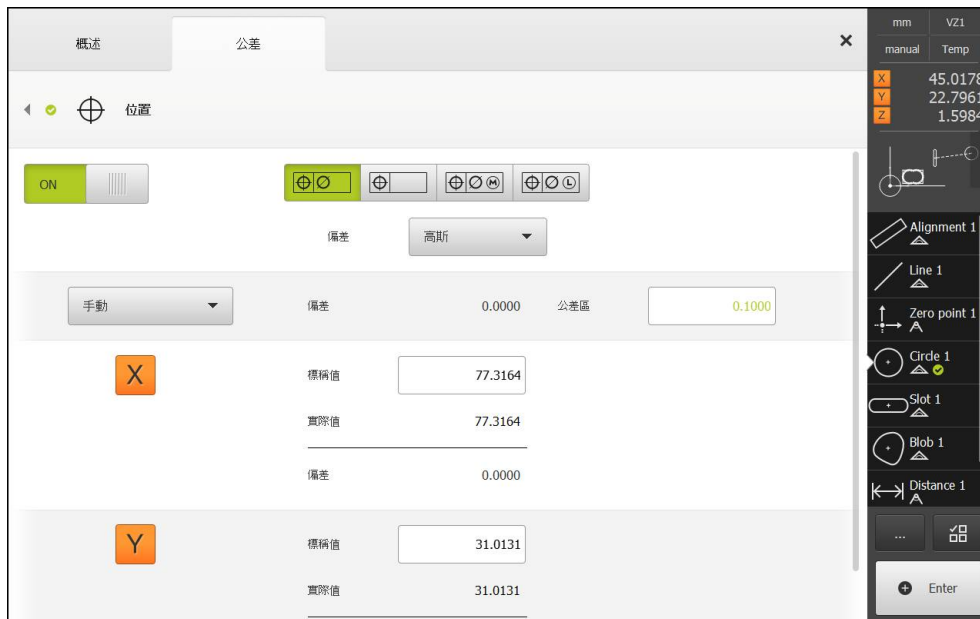 概述
公差
×
位置
ON
Ⓜ
Ⓛ
偏差
高斯
手動
偏差
0.0000
公差區
0.1000
X
標稱值
77.3164
實際值
77.3164
偏差
0.0000
Y
標稱值
31.0131
實際值
31.0131
mm
VZ1
manual
Temp
X
45.0178
Y
22.7961
Z
1.5984
Alignment 1
Line 1
Zero point 1
Circle 1
Slot 1
Blob 1
Distance 1
...
Enter